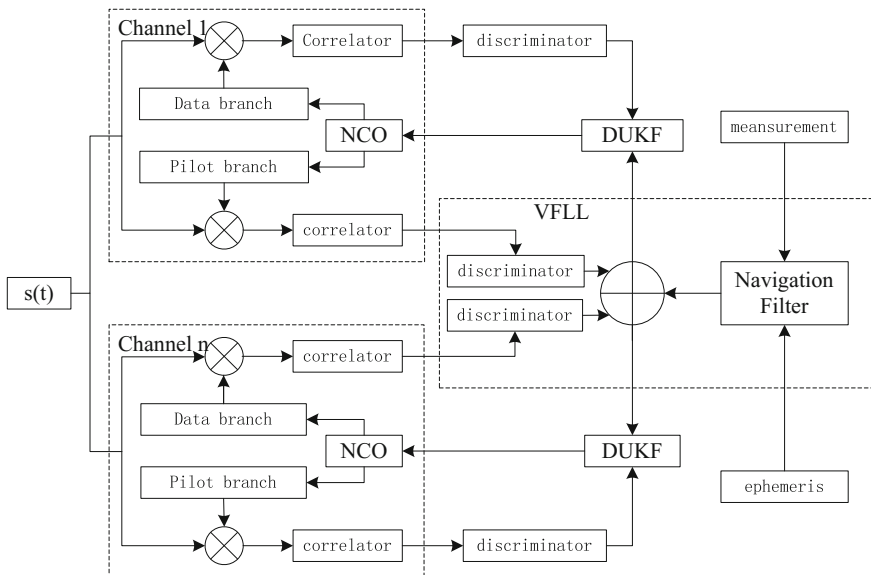 Channel 1
Correlator
discriminator
Data branch
NCO
DUKF
meansurement
Pilot branch
correlator
VFLL
discriminator
Navigation
Filter
s(t)
discriminator
Channel n
correlator
Data branch
NCO
DUKF
Pilot branch
ephemeris
correlator
discriminator